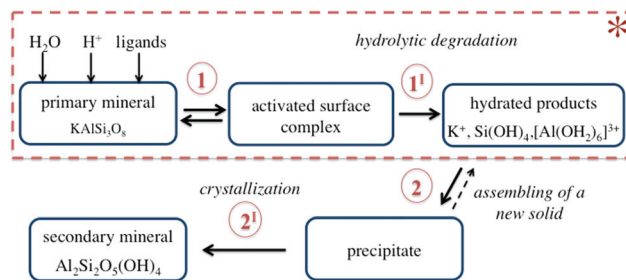 H₂O H⁺ ligands
hydrolytic degradation
*
primary mineral
KAlSi₃O₈
1
activated surface
complex
1ᴵ
hydrated products
K⁺, Si(OH)₄,[Al(OH₂)₆]³⁺
crystallization
2
assembling of a
new solid
secondary mineral
Al₂Si₂O₅(OH)₄
2ᴵ
precipitate